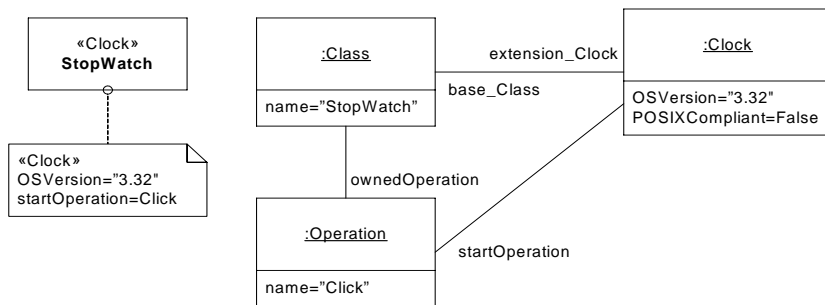 «Clock»
StopWatch
«Clock»
OSVersion="3.32"
startOperation=Click
:Class
name="StopWatch"
extension_Clock
base_Class
:Clock
OSVersion="3.32"
POSIXCompliant=False
ownedOperation
:Operation
name="Click"
startOperation